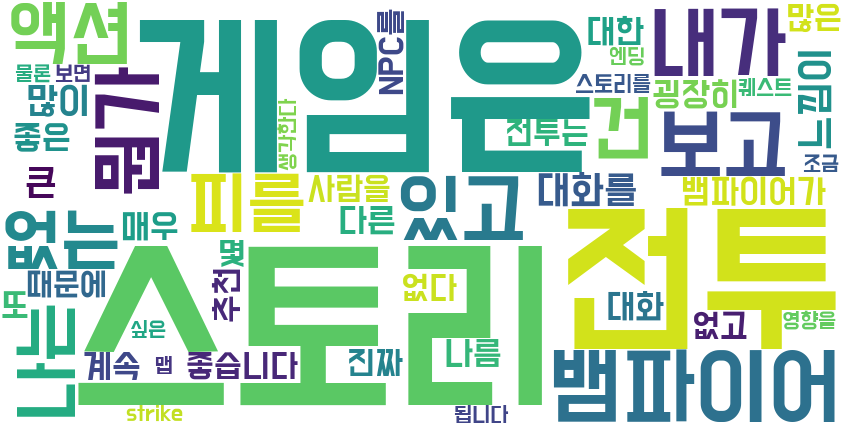 액션
게임은
NPC를
대한
엔딩
내가
많은
물론
보면
많이
뭔가
생각한다
스토리를
굉장히
퀘스트
느낌이
좋은
전투는
건
보고
조금
큰
피를
사람을
있고
대화를
뱀파이어가
없는
매우
다른
전투
또
때문에
몇
추천
없다
대화
없고
영향을
나는
스토리
싶은
계속
맵
좋습니다
진짜
나름
뱀파이어
strike
됩니다